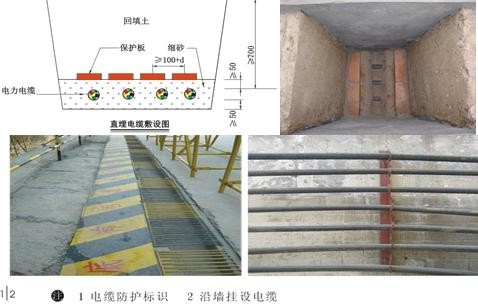 回填土
保护板
细砂
≥100+d
≥700
≥50
电力电缆
≥50
直埋电缆敷设图
1 2 注 1 电缆防护标识 2 沿墙挂设电缆